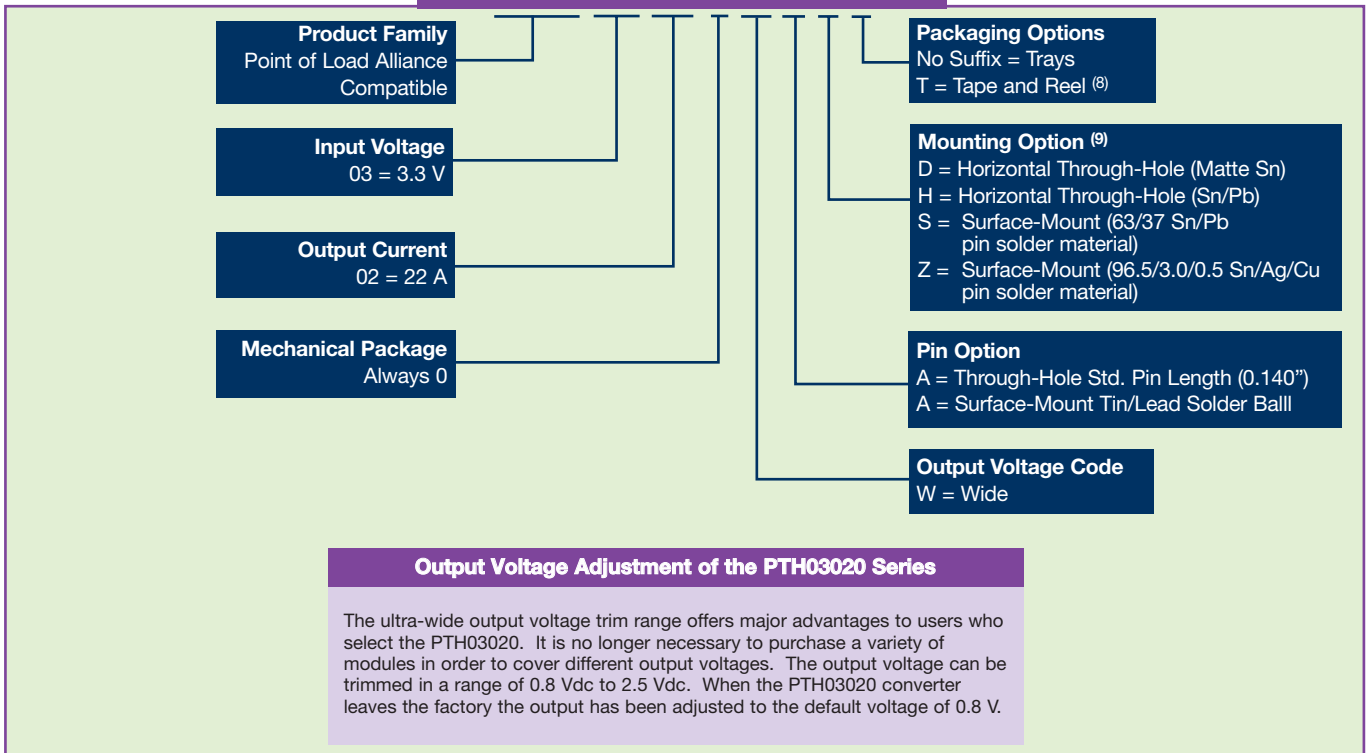 Product Family
Point of Load Alliance
Compatible
Input Voltage
03 = 3.3 V
Output Current
02 = 22 A
Mechanical Package
Always 0
Packaging Options
No Suffix = Trays
T = Tape and Reel (8)
Mounting Option (9)
D = Horizontal Through-Hole (Matte Sn)
H = Horizontal Through-Hole (Sn/Pb)
S = Surface-Mount (63/37 Sn/Pb
pin solder material)
Z = Surface-Mount (96.5/3.0/0.5 Sn/Ag/Cu
pin solder material)
Pin Option
A = Through-Hole Std. Pin Length (0.140”)
A = Surface-Mount Tin/Lead Solder Balll
Output Voltage Code
W = Wide
Output Voltage Adjustment of the PTH03020 Series
The ultra-wide output voltage trim range offers major advantages to users who
select the PTH03020. It is no longer necessary to purchase a variety of
modules in order to cover different output voltages. The output voltage can be
trimmed in a range of 0.8 Vdc to 2.5 Vdc. When the PTH03020 converter
leaves the factory the output has been adjusted to the default voltage of 0.8 V.